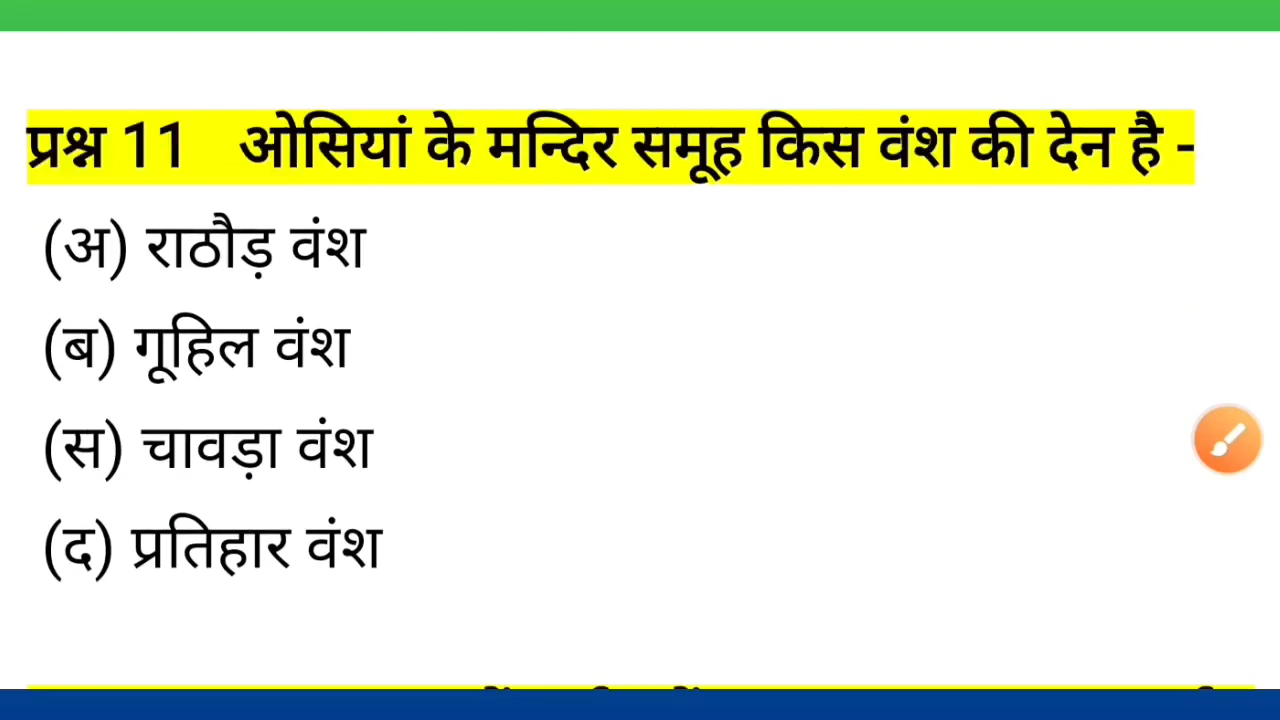 प्रश्न 11 ओसियां के मन्दिर समूह किस वंश की देन है -
(अ) राठौड़ वंश
(ब) गूहिल वंश
(स) चावड़ा वंश
(द) प्रतिहार वंश